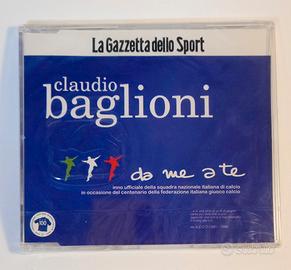 La Gazzetta dello Sport
claudio
baglioni
da me a te
inno ufficiale della squadra nazionale italiana di calcio
in occasione del centenario della federazione italiana giuoco calcio
100